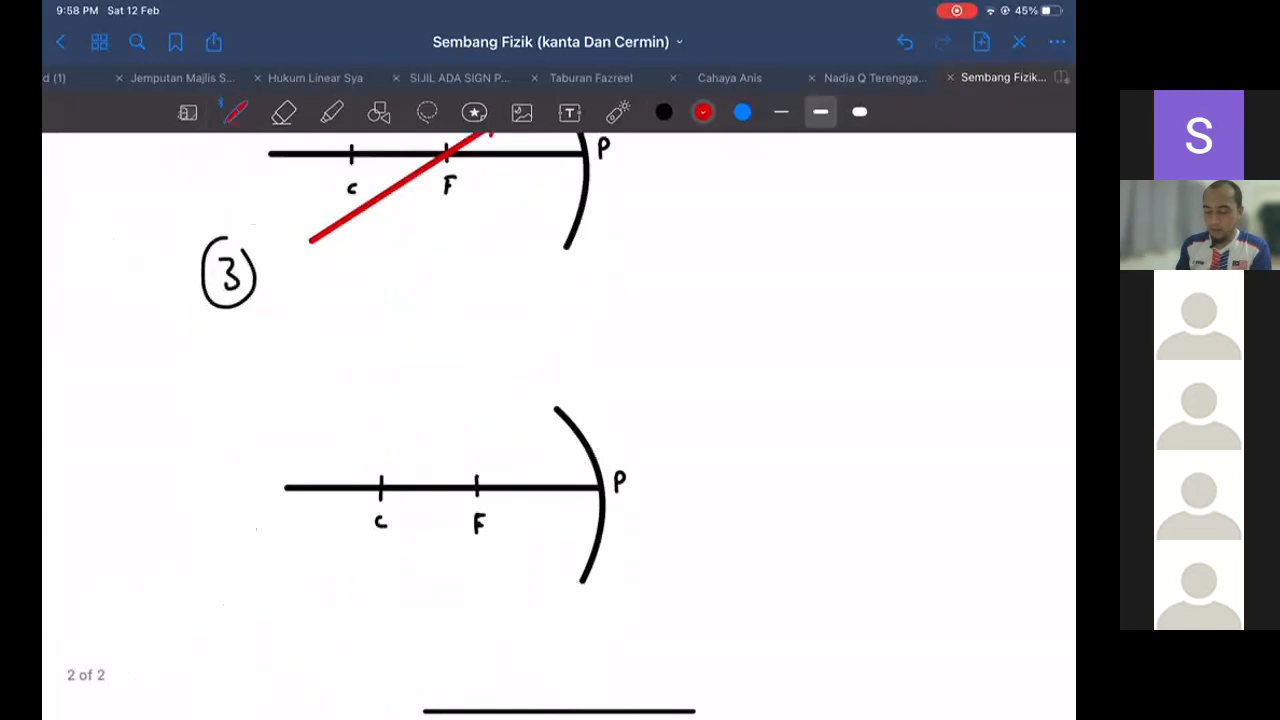 9:58 PM Sat 12 Feb
45%
Sembang Fizik (kanta Dan Cermin)
d (1)
Jemputan Majlis S...
Hukum Linear Sya
SIJIL ADA SIGN P...
Taburan Fazreel
Cahaya Anis
Nadia Q Terengga...
Sembang Fizik...
P
C
F
3
P
C
F
2 of 2
S